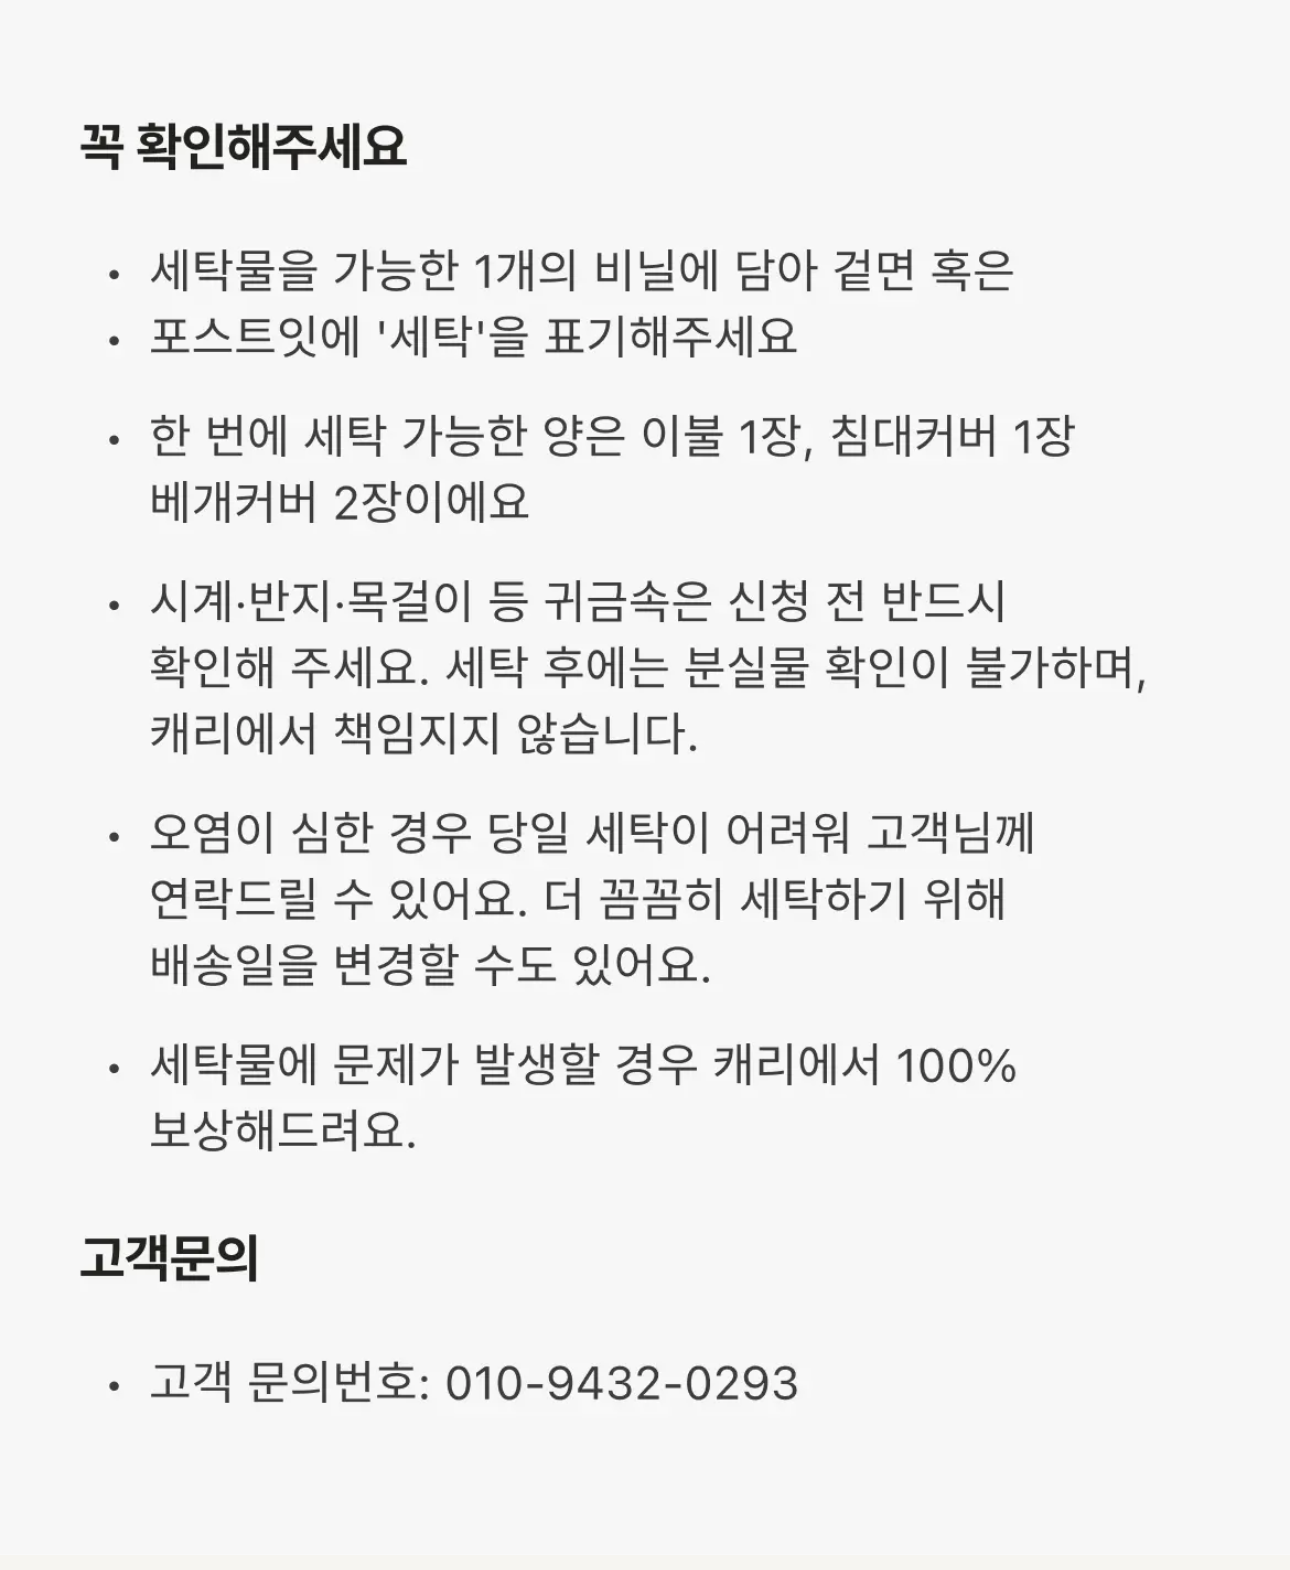 꼭 확인해주세요
• 세탁물을 가능한 1개의 비닐에 담아 겉면 혹은
• 포스트잇에 '세탁'을 표기해주세요
• 한 번에 세탁 가능한 양은 이불 1장, 침대커버 1장
베개커버 2장이에요
• 시계·반지·목걸이 등 귀금속은 신청 전 반드시
확인해 주세요. 세탁 후에는 분실물 확인이 불가하며,
캐리에서 책임지지 않습니다.
• 오염이 심한 경우 당일 세탁이 어려워 고객님께
연락드릴 수 있어요. 더 꼼꼼히 세탁하기 위해
배송일을 변경할 수도 있어요.
• 세탁물에 문제가 발생할 경우 캐리에서 100%
보상해드려요.
고객문의
• 고객 문의번호: 010-9432-0293